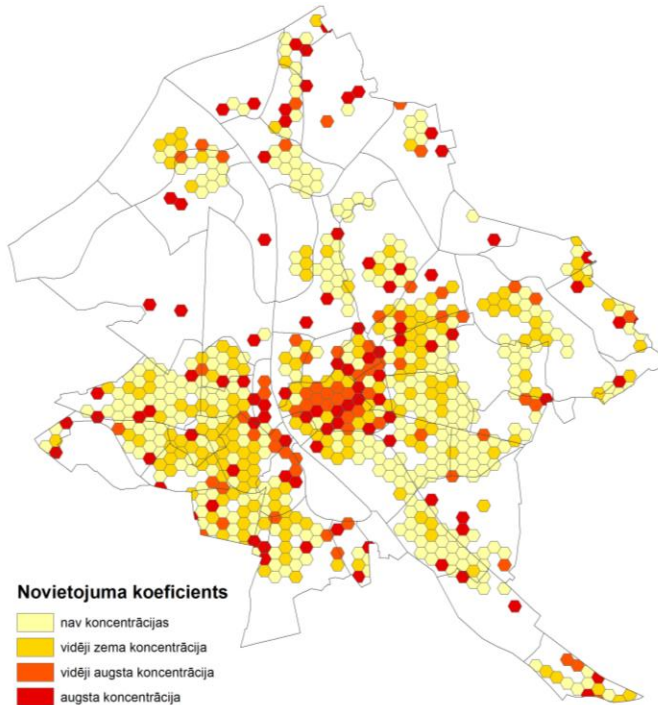 Novietojuma koeficients
nav koncentrācijas
vidēji zema koncentrācija
vidēji augsta koncentrācija
augsta koncentrācija